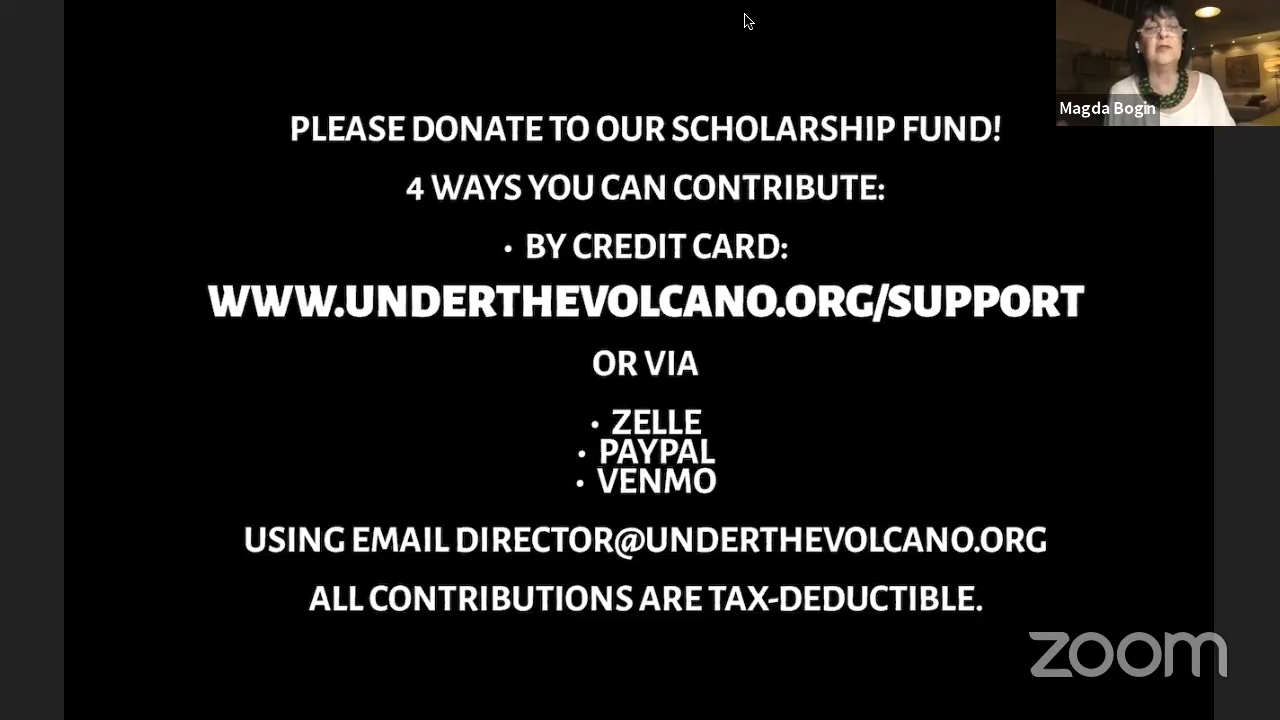 Magda Bogin
PLEASE DONATE TO OUR SCHOLARSHIP FUND!
4 WAYS YOU CAN CONTRIBUTE:
• BY CREDIT CARD:
WWW.UNDERTHEVOLCANO.ORG/SUPPORT
OR VIA
• ZELLE
• PAYPAL
• VENMO
USING EMAIL DIRECTOR@UNDERTHEVOLCANO.ORG
ALL CONTRIBUTIONS ARE TAX-DEDUCTIBLE.
zoom